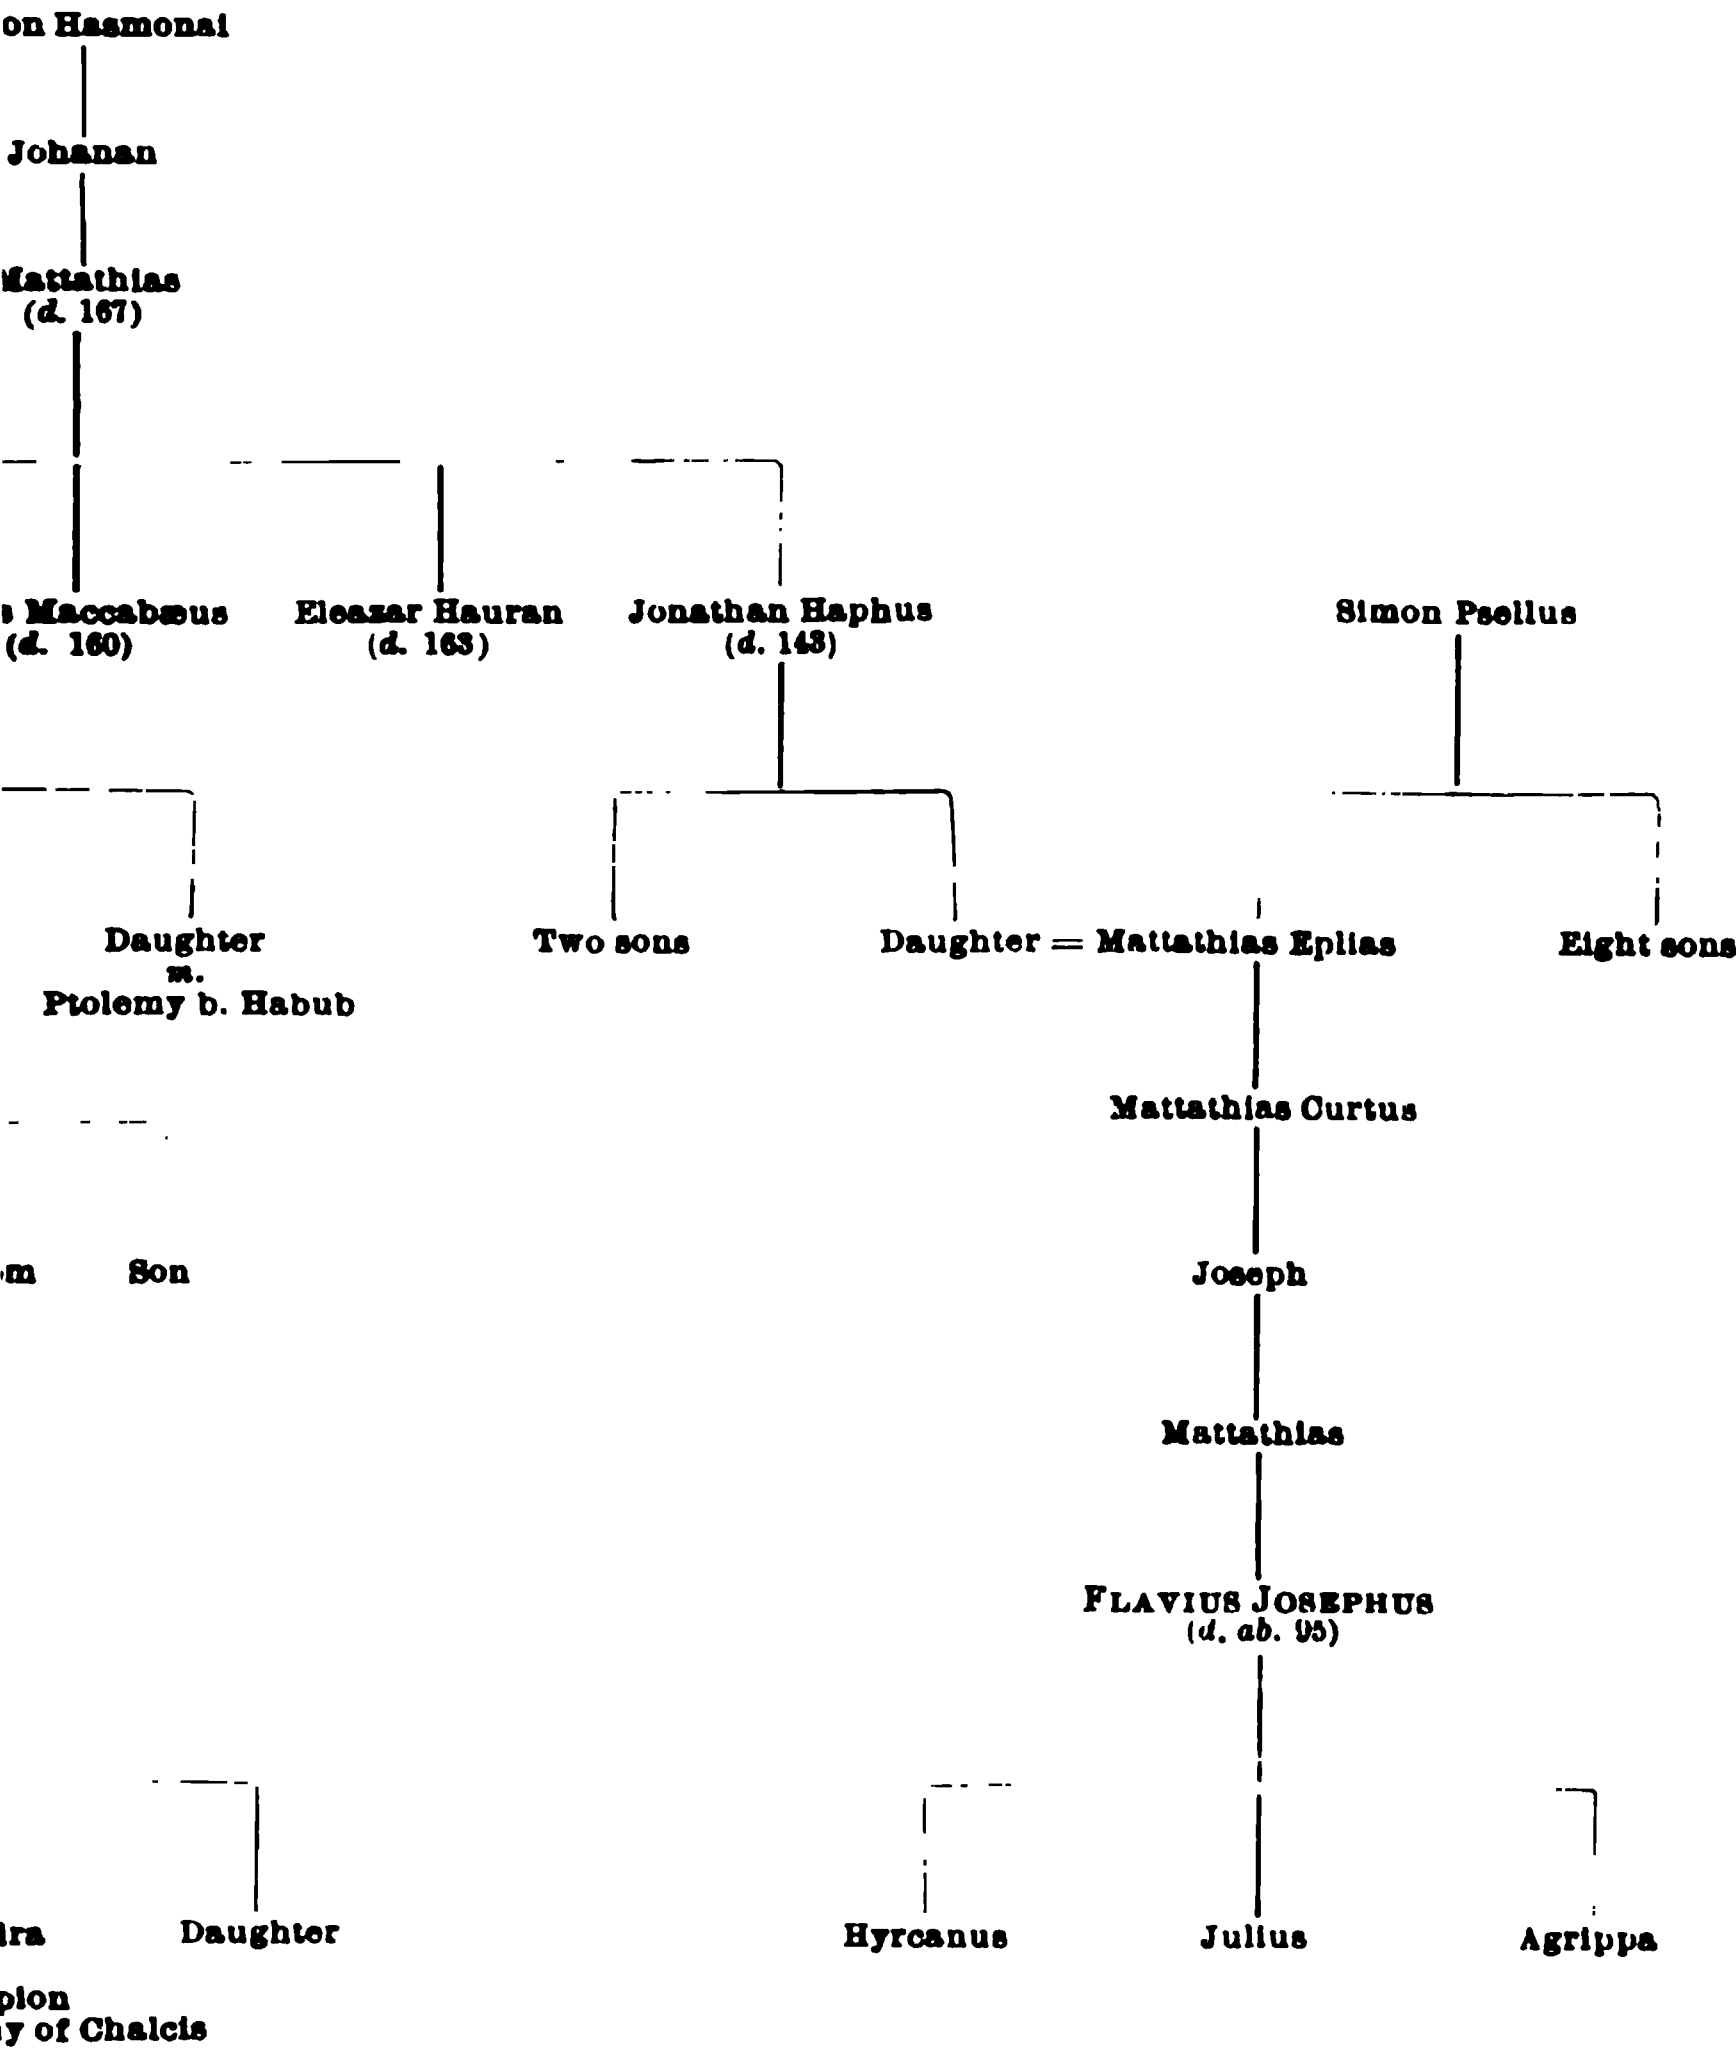 on Hasmonai
Johanan
Mattathias
(d. 167)
Maccabæus Eleazar Hauran Jonathan Haphus Simon Psellus
(d. 160) (d. 163) (d. 143)
Daughter Two sons Daughter = Mattathias Eplias Eight sons
m.
Ptolemy b. Habub
Mattathias Curtus
Son Joseph
Mattathias
FLAVIUS JOSEPHUS
(d. ab. 95)
Daughter Hyrcanus Julius Agrippa
of Chalcis